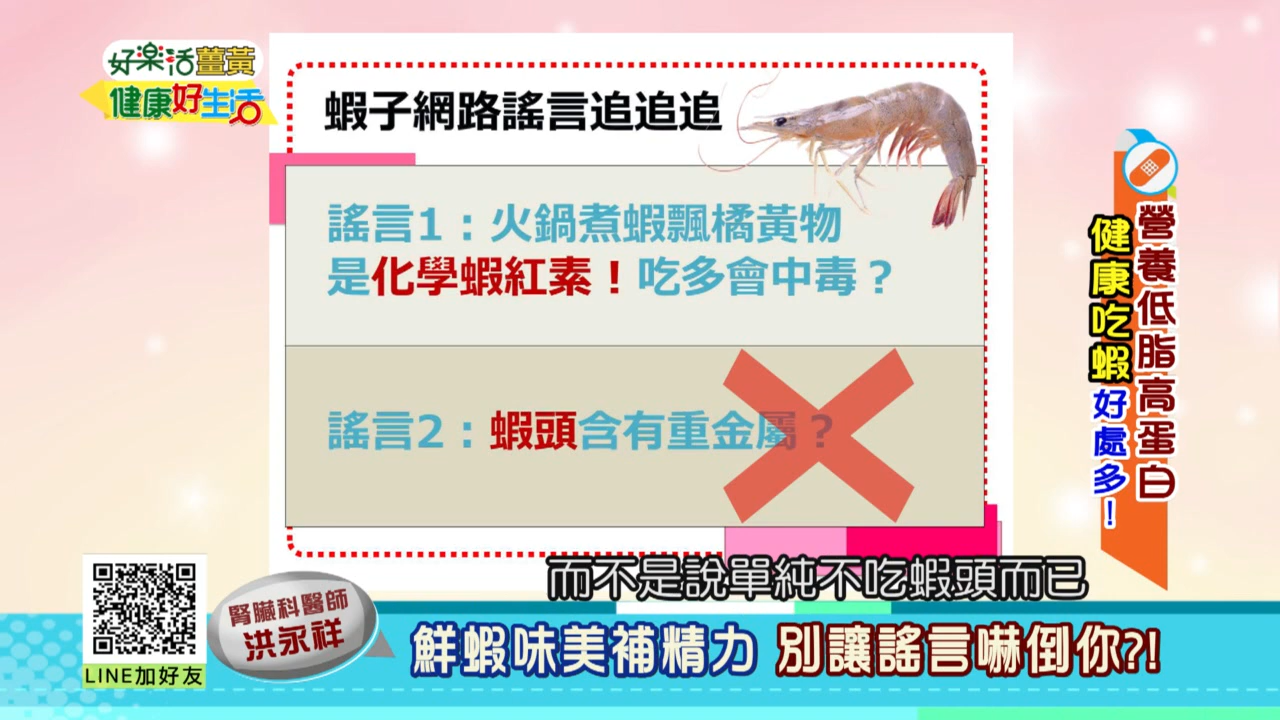 好樂活薑黃
健康好生活
蝦子網路謠言追追追
謠言1：火鍋煮蝦飄橘黃物
是化學蝦紅素！吃多會中毒？
謠言2：蝦頭含有重金屬？
營養低脂高蛋白
健康吃蝦好處多！
而不是說單純不吃蝦頭而已
腎臟科醫師
洪永祥
鮮蝦味美補精力 別讓謠言嚇倒你?!
LINE加好友